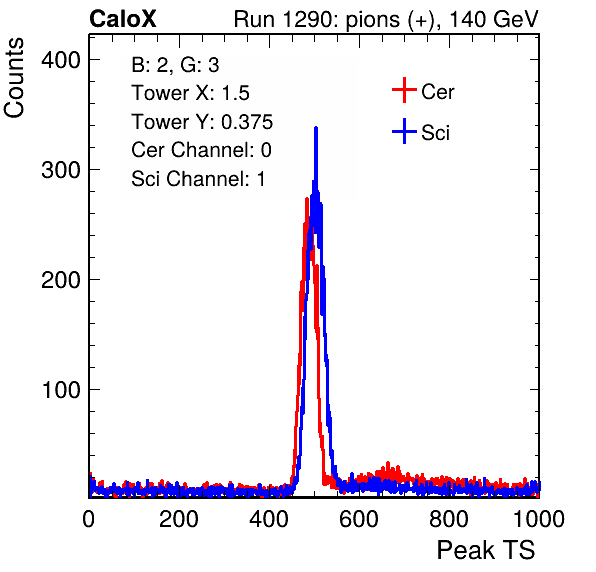 CaloX Run 1290: pions (+), 140 GeV
Counts
400
300
200
100
B: 2, G: 3
Tower X: 1.5
Tower Y: 0.375
Cer Channel: 0
Sci Channel: 1
Cer
Sci
0 200 400 600 800 1000
Peak TS